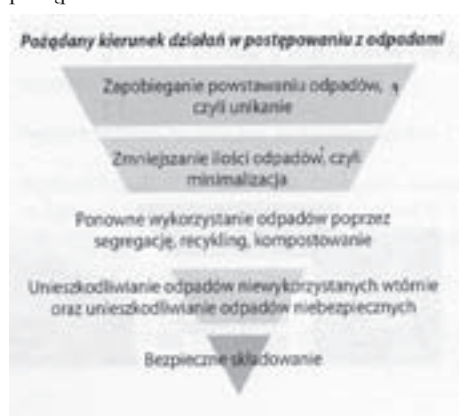 Pożądany kierunek działań w postępowaniu z odpadami
Zapobieganie powstawaniu odpadów,
czyli unikanie
Zmniejszanie ilości odpadów, czyli
minimalizacja
Ponowne wykorzystanie odpadów poprzez
segregację, recykling, kompostowanie
Unieszkodliwianie odpadów niewykorzystanych wtórnie
oraz unieszkodliwianie odpadów niebezpiecznych
Bezpieczne składowanie